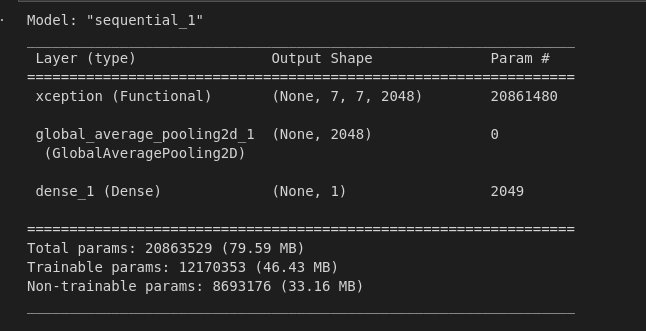 Model: "sequential_1"
_________________________________________________________________
Layer (type) Output Shape Param #
=================================================================
xception (Functional) (None, 7, 7, 2048) 20861480
global_average_pooling2d_1 (None, 2048) 0
(GlobalAveragePooling2D)
dense_1 (Dense) (None, 1) 2049
=================================================================
Total params: 20863529 (79.59 MB)
Trainable params: 12170353 (46.43 MB)
Non-trainable params: 8693176 (33.16 MB)
_________________________________________________________________